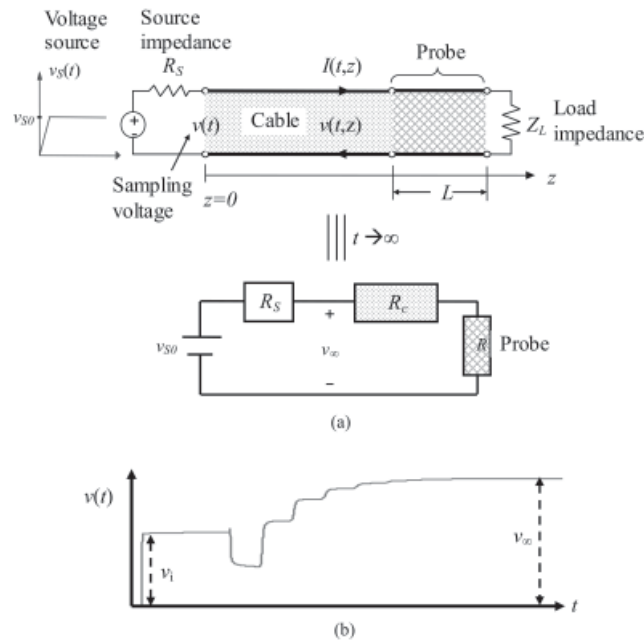 Voltage source
Source impedance
v_S(t)
R_S
I(t,z)
Probe
v_S0
v(t)
Cable
v(t,z)
Z_L
Load impedance
Sampling voltage
z=0
L
z
t→∞
R_S
R_c
v_S0
+
v_∞
-
R
Probe
(a)
v(t)
v_i
v_∞
t
(b)